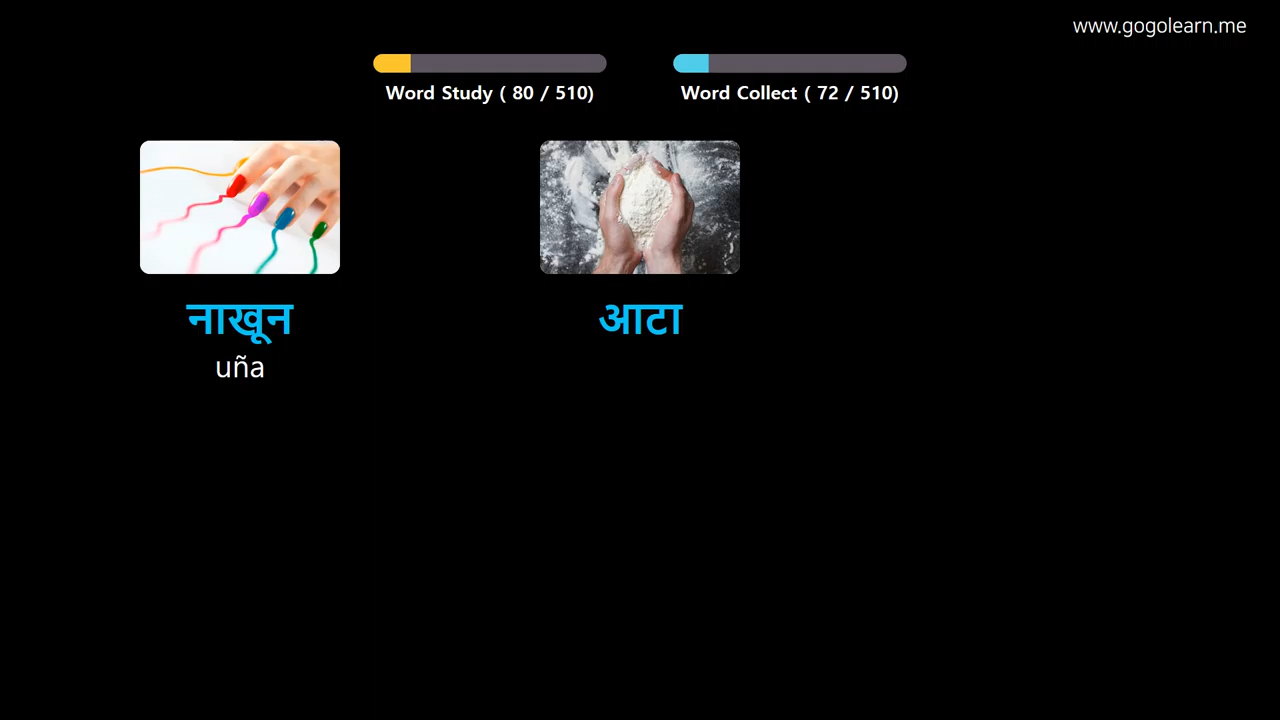 www.gogolearn.me
Word Study ( 80 / 510)
Word Collect ( 72 / 510)
नाखून
uña
आटा